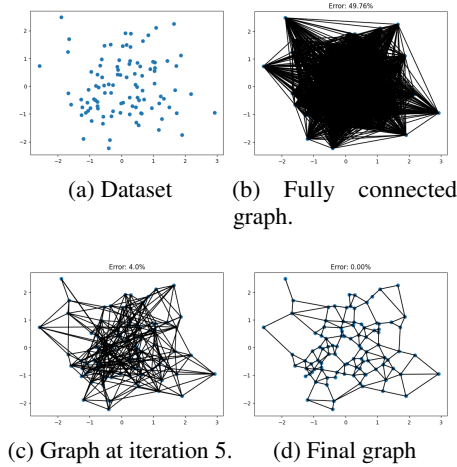 Error: 49.76%
2
1
0
−1
−2
−2 −1 0 1 2 3
2
1
0
−1
−2
−2 −1 0 1 2 3
(a) Dataset
(b) Fully connected
graph.
Error: 4.0%
Error: 0.00%
2
1
0
−1
−2
−2 −1 0 1 2 3
2
1
0
−1
−2
−2 −1 0 1 2 3
(c) Graph at iteration 5.
(d) Final graph